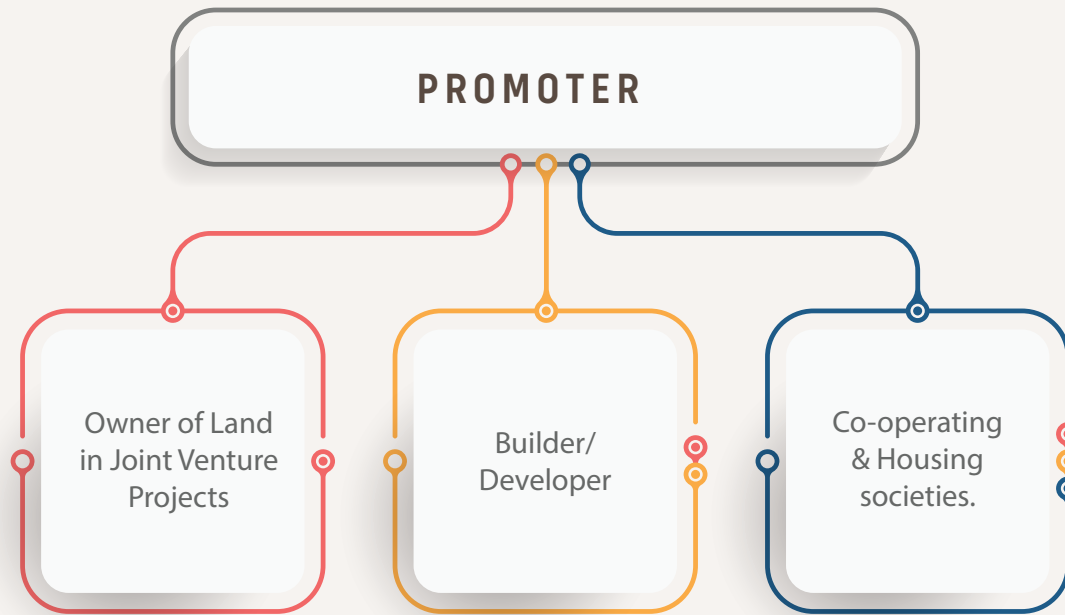 PROMOTER
Owner of Land
in Joint Venture
Projects
Builder/
Developer
Co-operating
& Housing
societies.